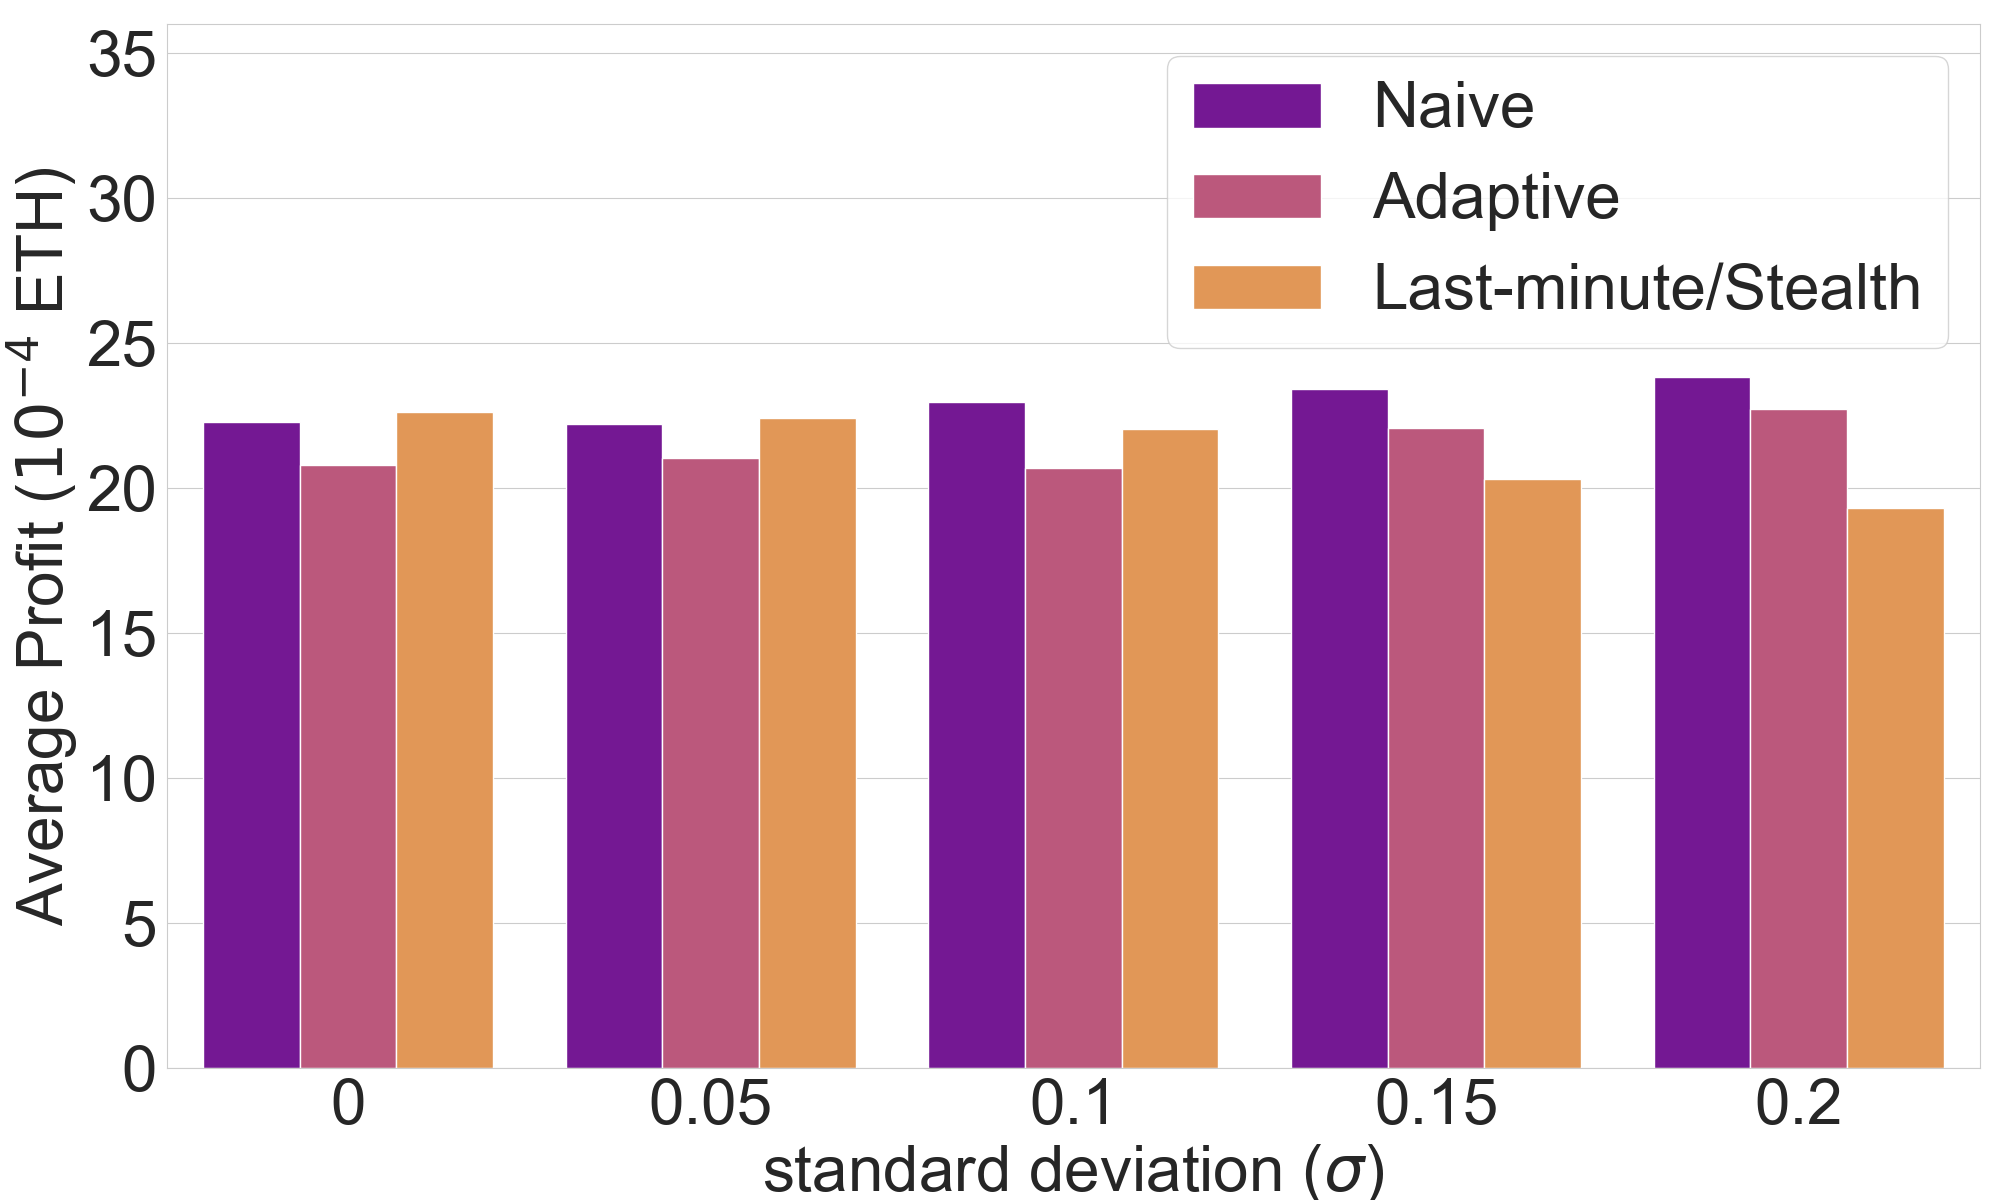 Average Profit (10⁻⁴ ETH)
35
30
25
20
15
10
5
0
Naive
Adaptive
Last-minute/Stealth
0 0.05 0.1 0.15 0.2
standard deviation (σ)